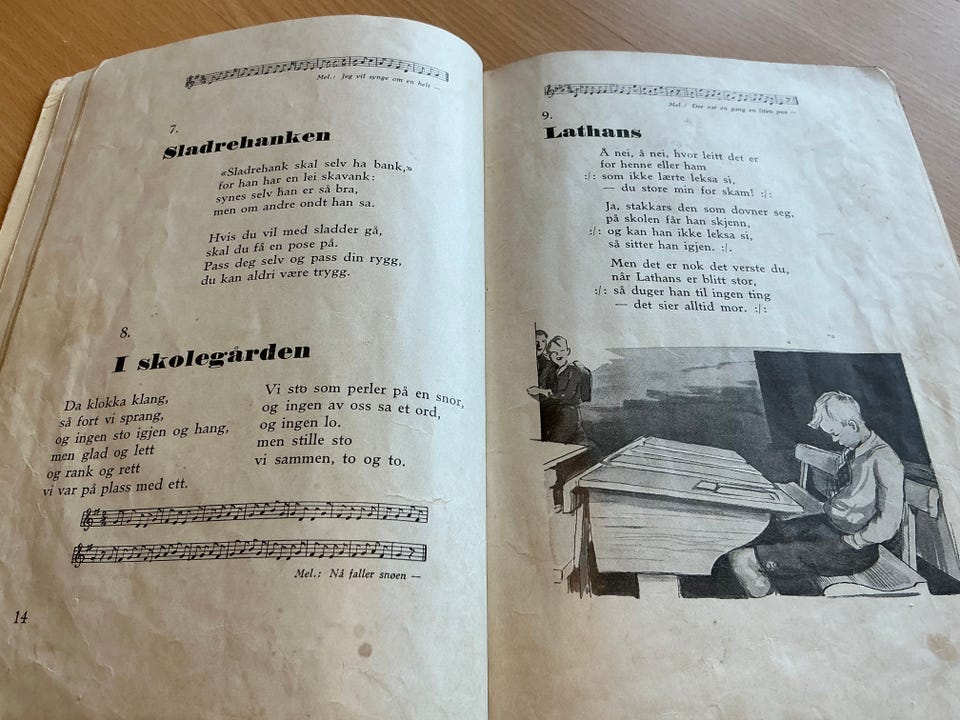 Mel.: Jeg vil synge om en helt —
7.
Sladrehanken
«Sladrehank skal selv ha bank,»
for han har en lei skavank:
synes selv han er så bra,
men om andre ondt han sa.
Hvis du vil med sladder gå,
skal du få en pose på.
Pass deg selv og pass din rygg,
du kan aldri være trygg.
8.
I skolegården
Da klokka klang,
så fort vi sprang,
og ingen sto igjen og hang,
men glad og lett
og rank og rett
vi var på plass med ett.
Vi sto som perler på en snor,
og ingen av oss sa et ord,
og ingen lo.
men stille sto
vi sammen, to og to.
Mel.: Nå faller snøen —
14
Mel.: Der var en gang en liten pus —
9.
Lathans
Å nei, å nei, hvor leitt det er
for henne eller ham
:/: som ikke lærte leksa si,
— du store min for skam! :/:
Ja, stakkars den som dovner seg,
på skolen får han skjenn,
:/: og kan han ikke leksa si,
så sitter han igjen. :/.
Men det er nok det verste du,
når Lathans er blitt stor,
:/: så duger han til ingen ting
— det sier alltid mor. :/: